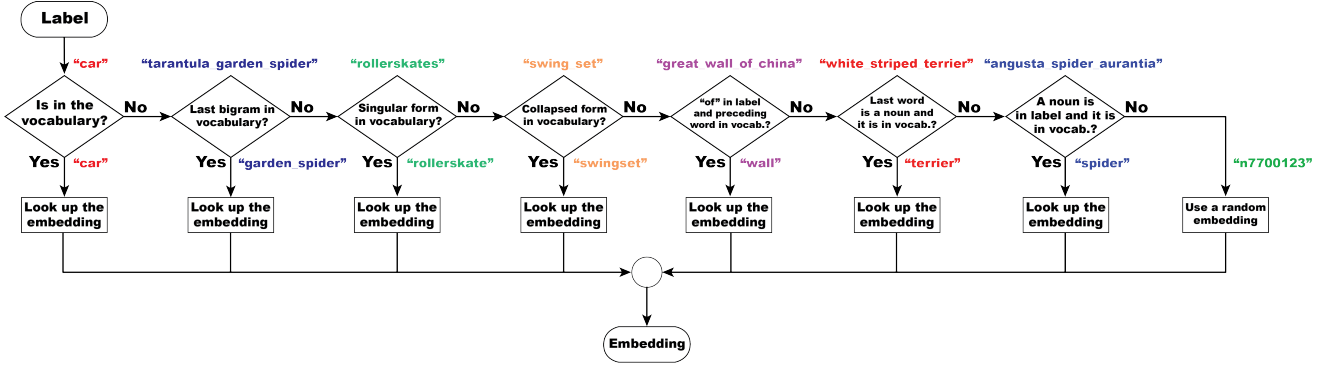 Label
“car”
“tarantula garden spider”
“rollerskates”
“swing set”
“great wall of china”
“white striped terrier”
“angusta spider aurantia”
Is in the
vocabulary?
No
Last bigram in
vocabulary?
No
Singular form
in vocabulary?
No
Collapsed form
in vocabulary?
No
“of” in label
and preceding
word in vocab.?
No
Last word
is a noun and
it is in vocab.?
No
A noun is
in label and it is
in vocab.?
No
Yes
“car”
Yes
“garden_spider”
Yes
“rollerskate”
Yes
“swingset”
Yes
“wall”
Yes
“terrier”
Yes
“spider”
“n7700123”
Look up the
embedding
Look up the
embedding
Look up the
embedding
Look up the
embedding
Look up the
embedding
Look up the
embedding
Look up the
embedding
Use a random
embedding
Embedding